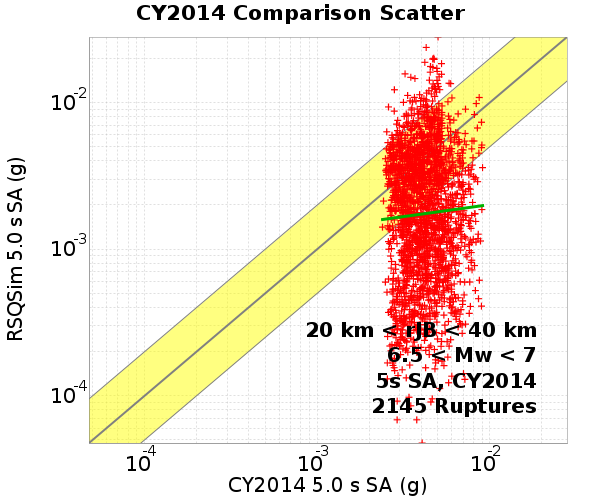 CY2014 Comparison Scatter
RSQSim 5.0 s SA (g)
10-2
10-3
10-4
20 km < rJB < 40 km
6.5 < Mw < 7
5s SA, CY2014
2145 Ruptures
10-4 10-3 10-2
CY2014 5.0 s SA (g)